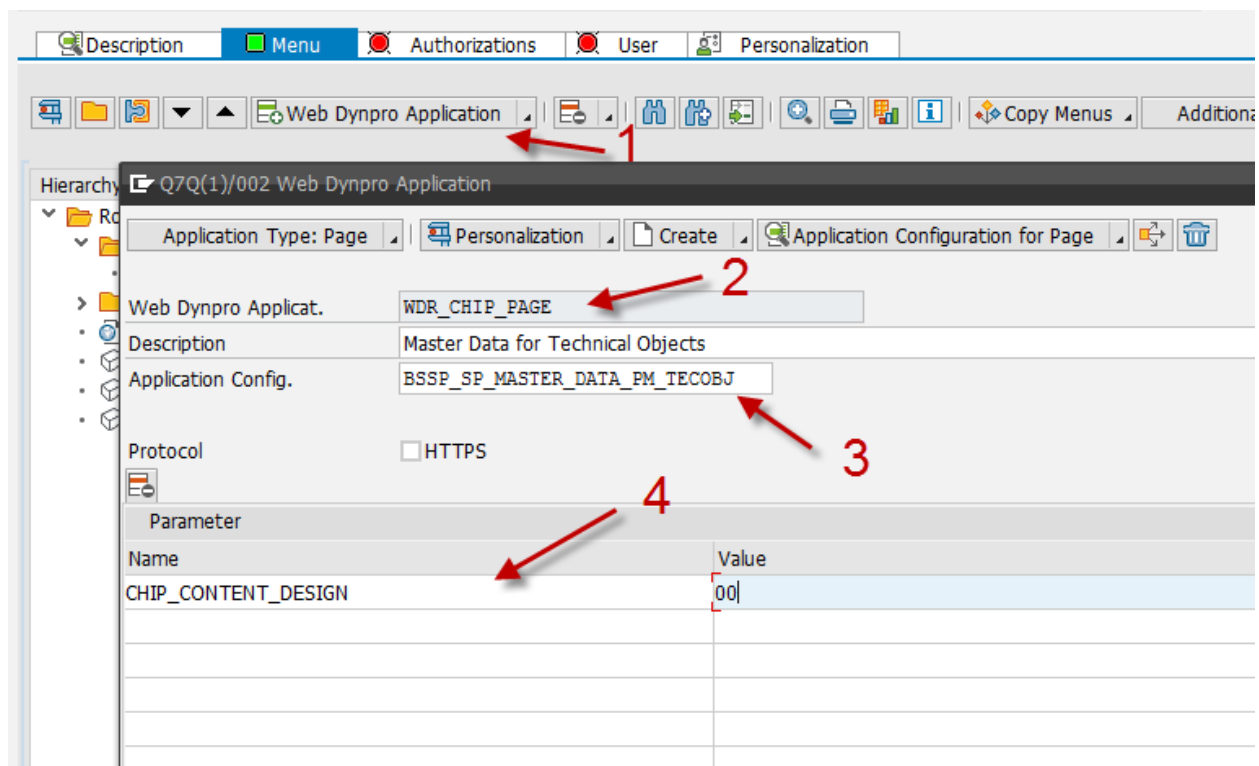 Description Menu Authorizations User Personalization
Web Dynpro Application Copy Menus Additiona
1
Hierarchy Q7Q(1)/002 Web Dynpro Application
Ro
Application Type: Page Personalization Create Application Configuration for Page
2
Web Dynpro Applicat. WDR_CHIP_PAGE
Description Master Data for Technical Objects
Application Config. BSSP_SP_MASTER_DATA_PM_TECOBJ
Protocol HTTPS
3
4
Parameter
Name Value
CHIP_CONTENT_DESIGN 00